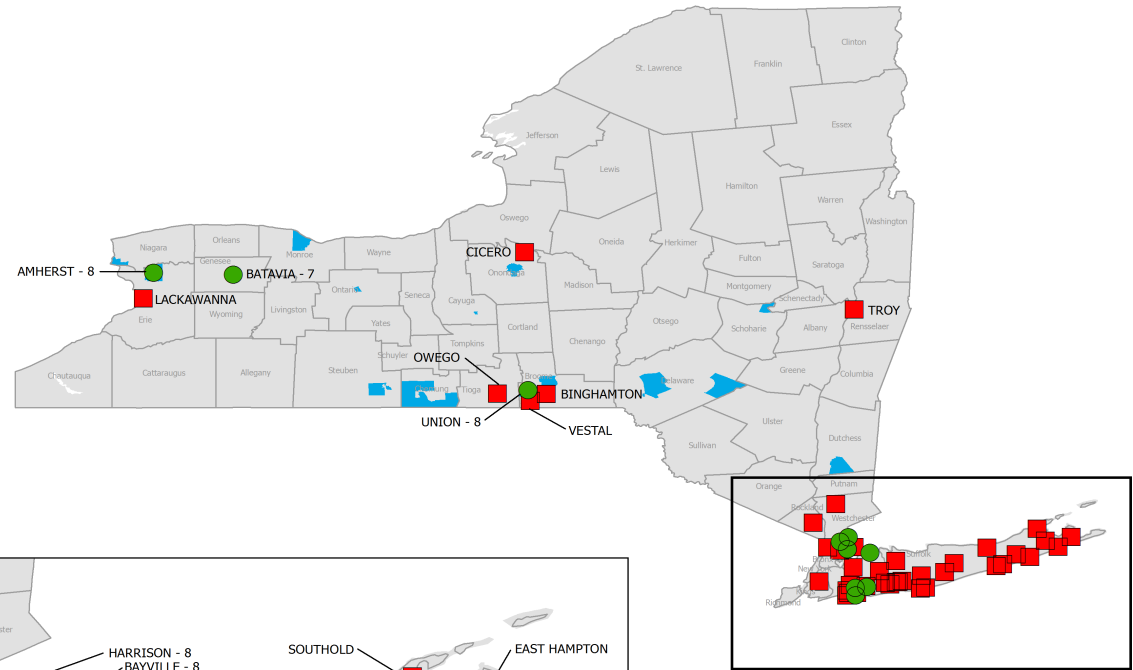 Clinton
Franklin
St. Lawrence
Essex
Jefferson
Lewis
Hamilton
Warren
Washington
Oswego
Oneida
Herkimer
Orleans
Niagara
Monroe
Wayne
CICERO
Fulton
Saratoga
Genesee
AMHERST - 8
BATAVIA - 7
Onondaga
Madison
Montgomery
Ontario
Seneca
Cayuga
Schenectady
LACKAWANNA
Livingston
Wyoming
TROY
Erie
Yates
Cortland
Otsego
Schoharie
Albany
Rensselaer
Chenango
Tompkins
Schuyler
OWEGO
Steuben
Greene
Columbia
Chautauqua
Cattaraugus
Allegany
Broome
Delaware
Tioga
BINGHAMTON
UNION - 8
VESTAL
Ulster
Sullivan
Dutchess
Orange
Putnam
Rockland
Westchester
Suffolk
New York
Richmond
HARRISON - 8
BAYVILLE - 8
SOUTHOLD
EAST HAMPTON